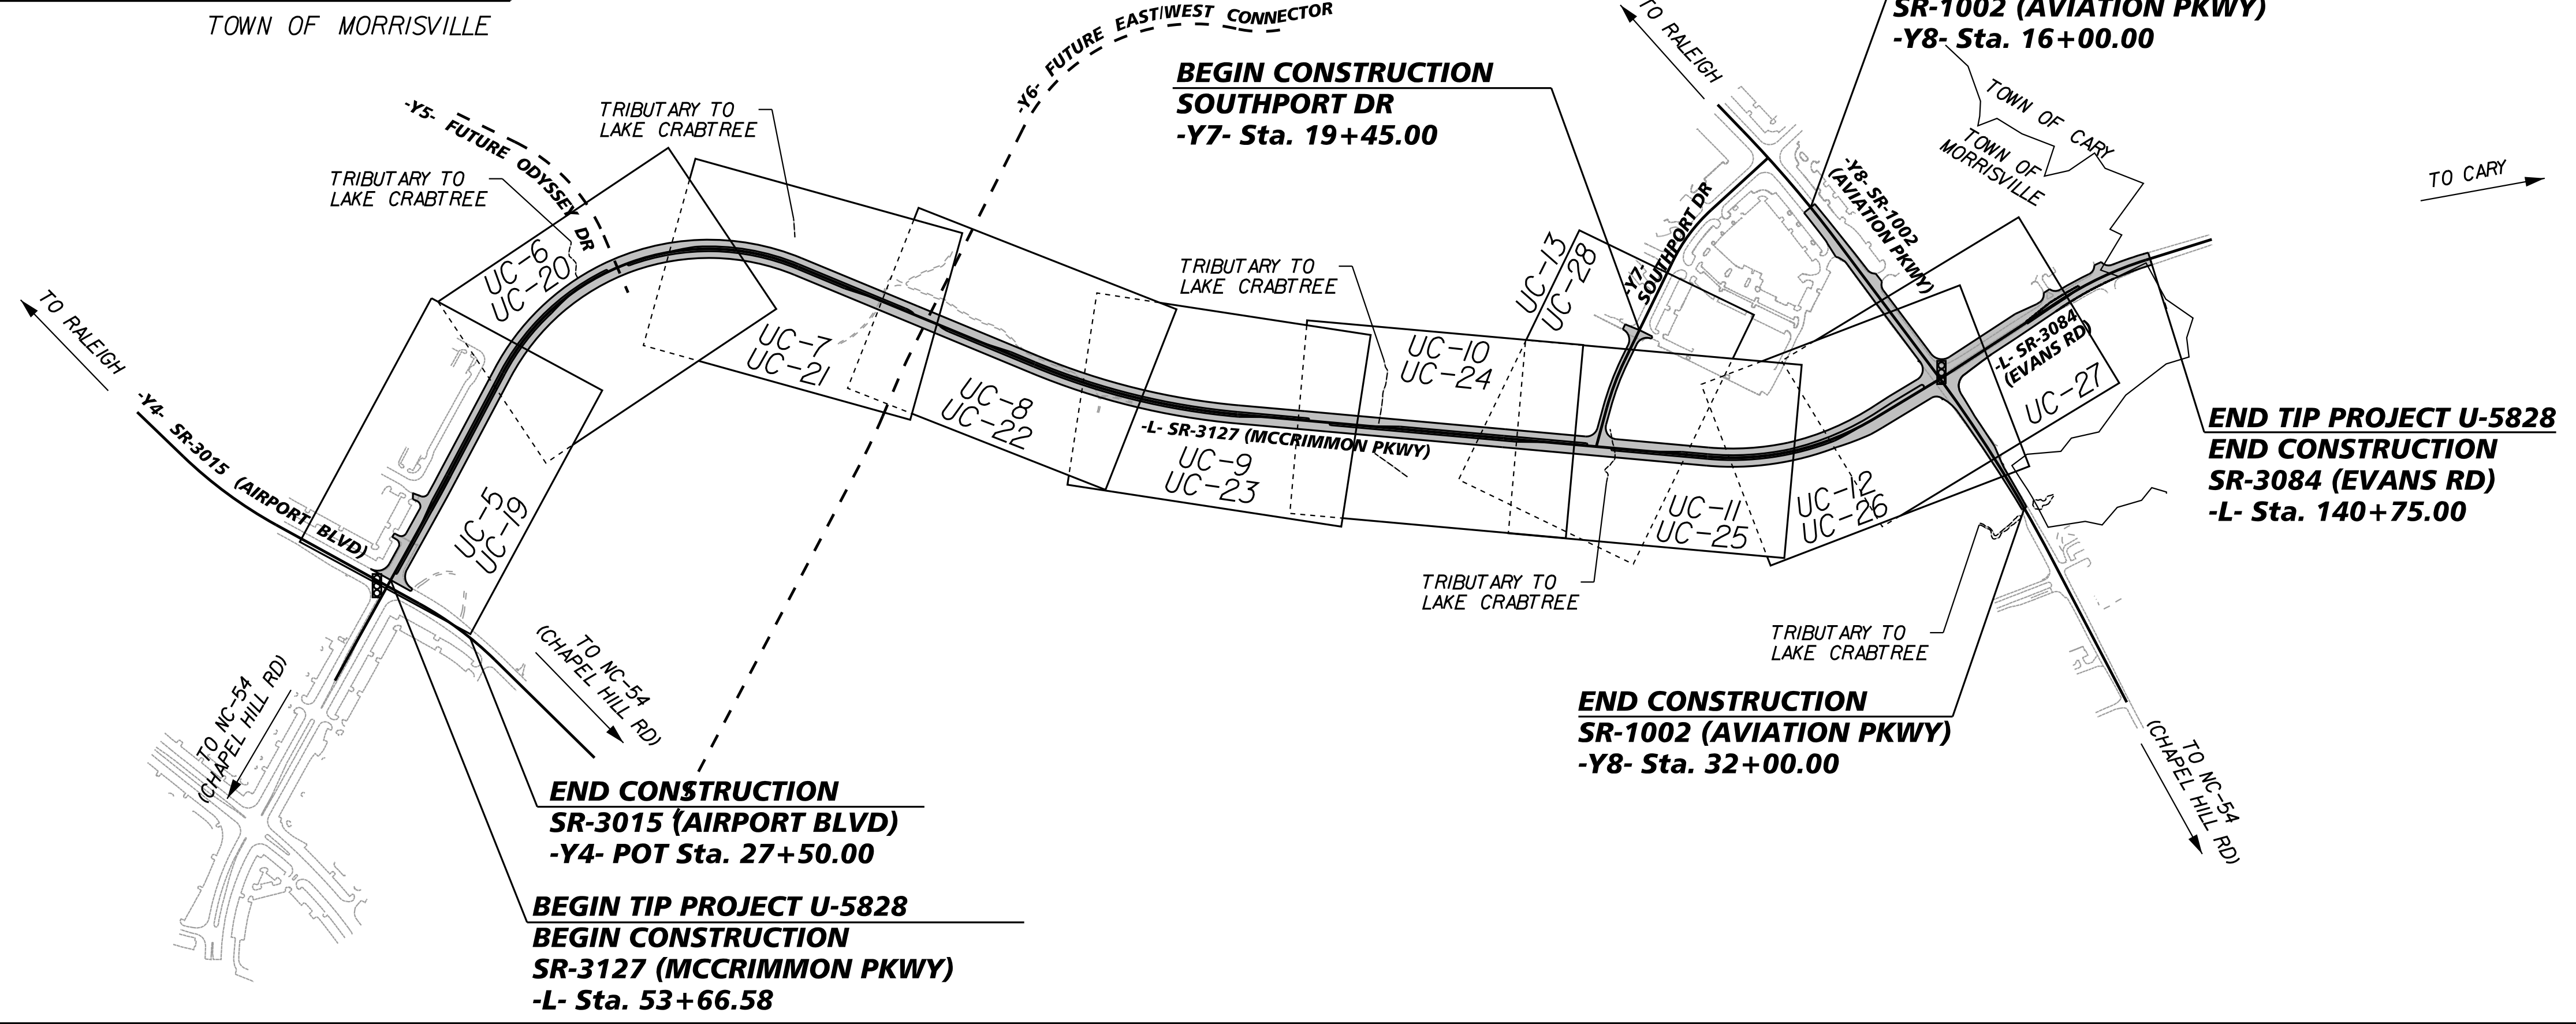 TOWN OF MORRISVILLE
-Y5- FUTURE ODYSSEY DR
TRIBUTARY TO
LAKE CRABTREE
TRIBUTARY TO
LAKE CRABTREE
-Y6- FUTURE EAST/WEST CONNECTOR
BEGIN CONSTRUCTION
SOUTHPORT DR
-Y7- Sta. 19+45.00
TO RALEIGH
SR-1002 (AVIATION PKWY)
-Y8- Sta. 16+00.00
TOWN OF CARY
TOWN OF
MORRISVILLE
TO CARY
-Y8- SR-1002
(AVIATION PKWY)
-Y7-
SOUTHPORT DR
TO RALEIGH
-Y4- SR-3015 (AIRPORT BLVD)
UC-6
UC-20
UC-5
UC-19
UC-7
UC-21
UC-8
UC-22
TRIBUTARY TO
LAKE CRABTREE
-L- SR-3127 (MCCRIMMON PKWY)
UC-9
UC-23
UC-10
UC-24
UC-13
UC-28
UC-11
UC-25
UC-12
UC-26
-L- SR-3084
(EVANS RD)
UC-27
END TIP PROJECT U-5828
END CONSTRUCTION
SR-3084 (EVANS RD)
-L- Sta. 140+75.00
TRIBUTARY TO
LAKE CRABTREE
TRIBUTARY TO
LAKE CRABTREE
TO NC-54
(CHAPEL HILL RD)
TO NC-54
(CHAPEL HILL RD)
END CONSTRUCTION
SR-1002 (AVIATION PKWY)
-Y8- Sta. 32+00.00
TO NC-54
(CHAPEL HILL RD)
END CONSTRUCTION
SR-3015 (AIRPORT BLVD)
-Y4- POT Sta. 27+50.00
BEGIN TIP PROJECT U-5828
BEGIN CONSTRUCTION
SR-3127 (MCCRIMMON PKWY)
-L- Sta. 53+66.58